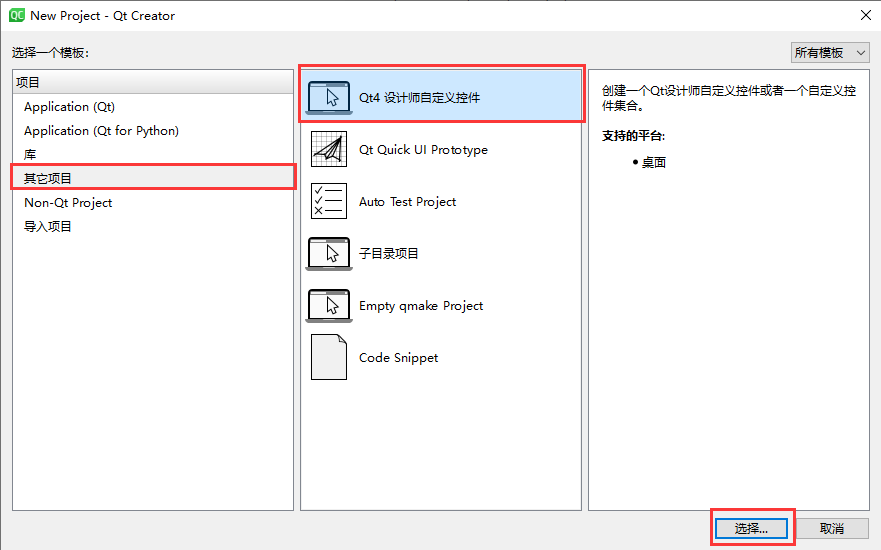 QC New Project - Qt Creator
选择一个模板:
所有模板
项目
Application (Qt)
Application (Qt for Python)
库
其它项目
Non-Qt Project
导入项目
Qt4 设计师自定义控件
Qt Quick UI Prototype
Auto Test Project
子目录项目
Empty qmake Project
Code Snippet
创建一个Qt设计师自定义控件或者一个自定义控
件集合。
支持的平台:
• 桌面
选择...
取消